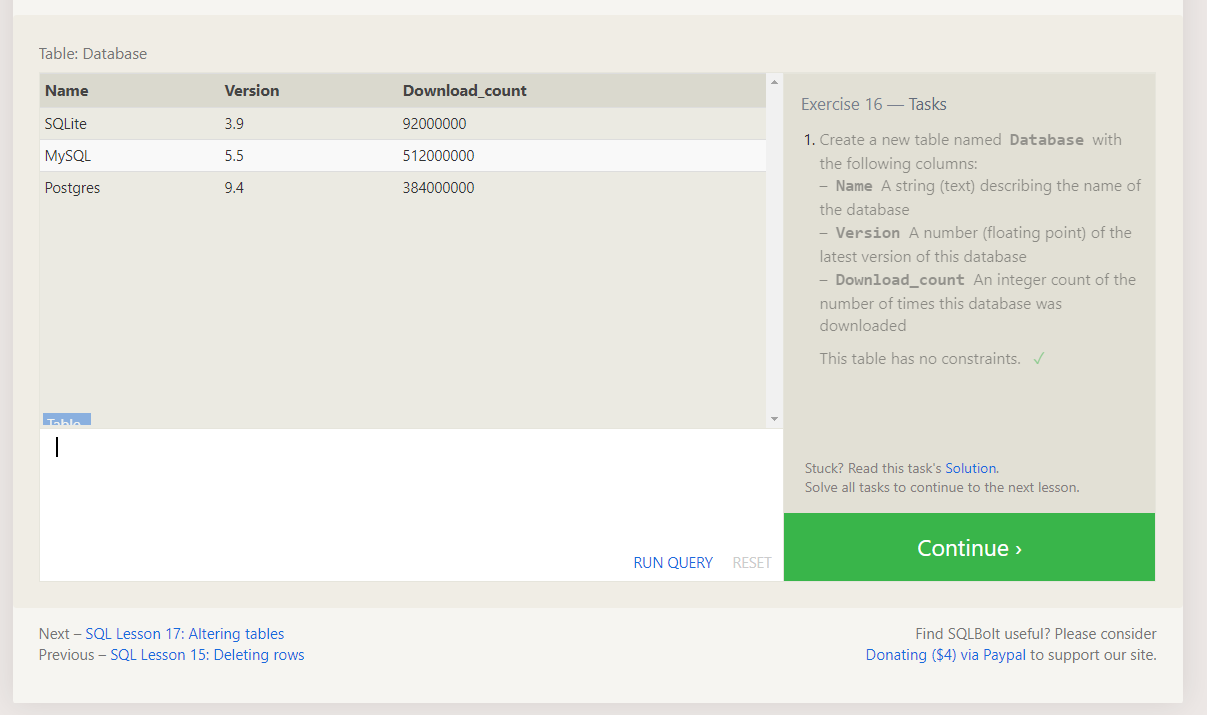 Table: Database
Name Version Download_count
SQLite 3.9 92000000
MySQL 5.5 512000000
Postgres 9.4 384000000
Table
RUN QUERY RESET
Exercise 16 — Tasks
1. Create a new table named Database with
the following columns:
– Name A string (text) describing the name of
the database
– Version A number (floating point) of the
latest version of this database
– Download_count An integer count of the
number of times this database was
downloaded
This table has no constraints. ✓
Stuck? Read this task's Solution.
Solve all tasks to continue to the next lesson.
Continue ›
Next – SQL Lesson 17: Altering tables
Previous – SQL Lesson 15: Deleting rows
Find SQLBolt useful? Please consider
Donating ($4) via Paypal to support our site.